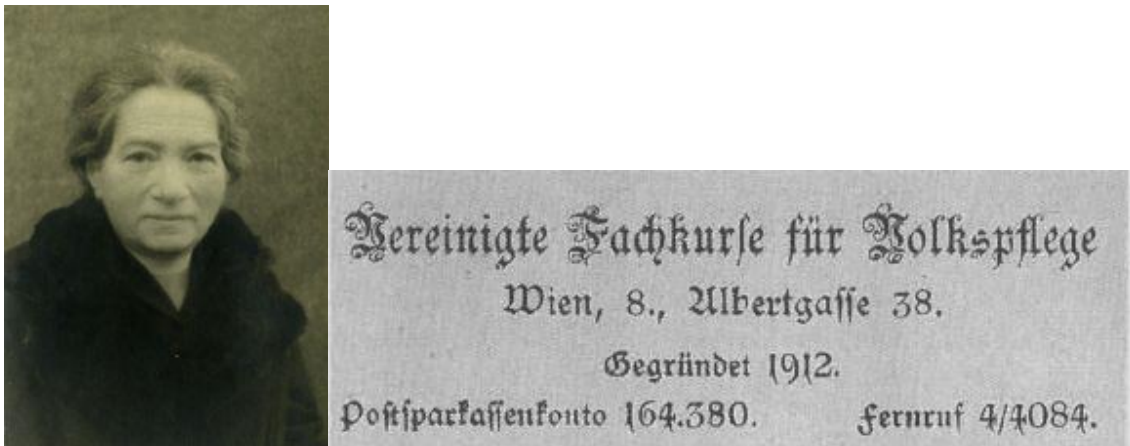 Vereinigte Fachkurse für Volkspflege
Wien, 8., Albertgasse 38.
Gegründet 1912.
Postsparkassenkonto 164.380. Fernruf 4/4084.